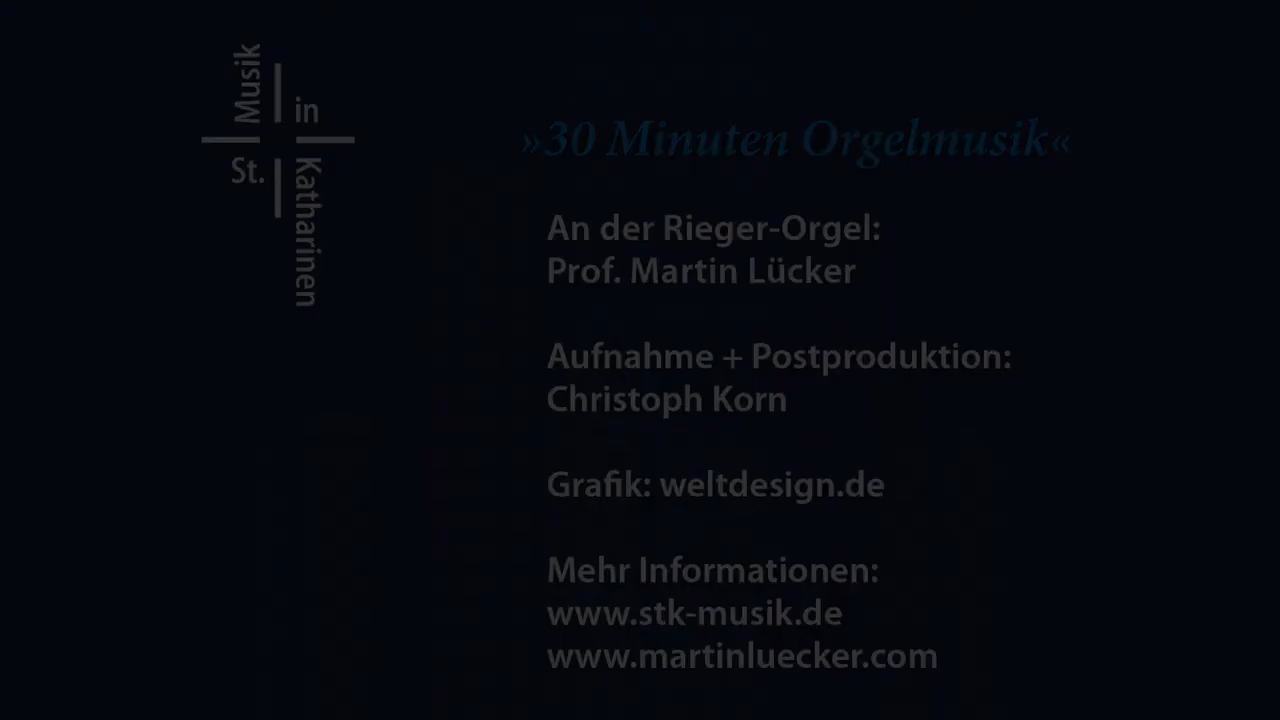 Musik
in
St.
Katharinen
»30 Minuten Orgelmusik«
An der Rieger-Orgel:
Prof. Martin Lücker
Aufnahme + Postproduktion:
Christoph Korn
Grafik: weltdesign.de
Mehr Informationen:
www.stk-musik.de
www.martinluecker.com